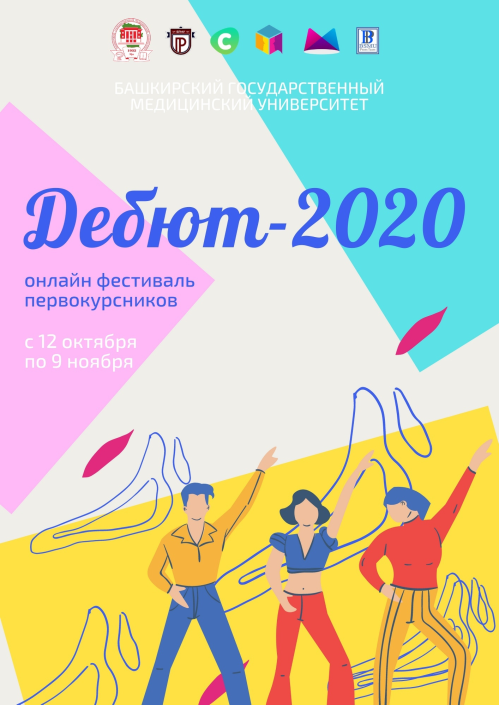 БАШКИРСКИЙ ГОСУДАРСТВЕННЫЙ
МЕДИЦИНСКИЙ УНИВЕРСИТЕТ
Дебют-2020
онлайн фестиваль
первокурсников
с 12 октября
по 9 ноября